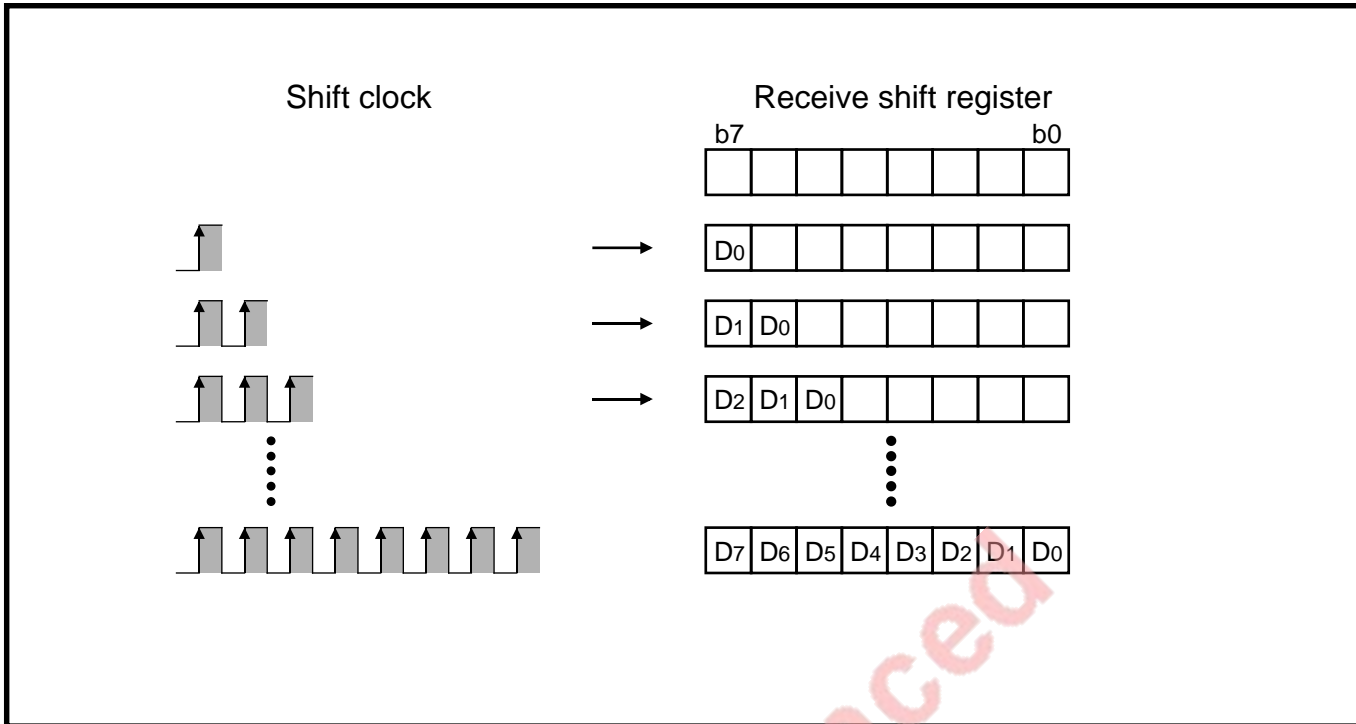 Shift clock Receive shift register
b7 b0
D0
D1 D0
D2 D1 D0
D7 D6 D5 D4 D3 D2 D1 D0